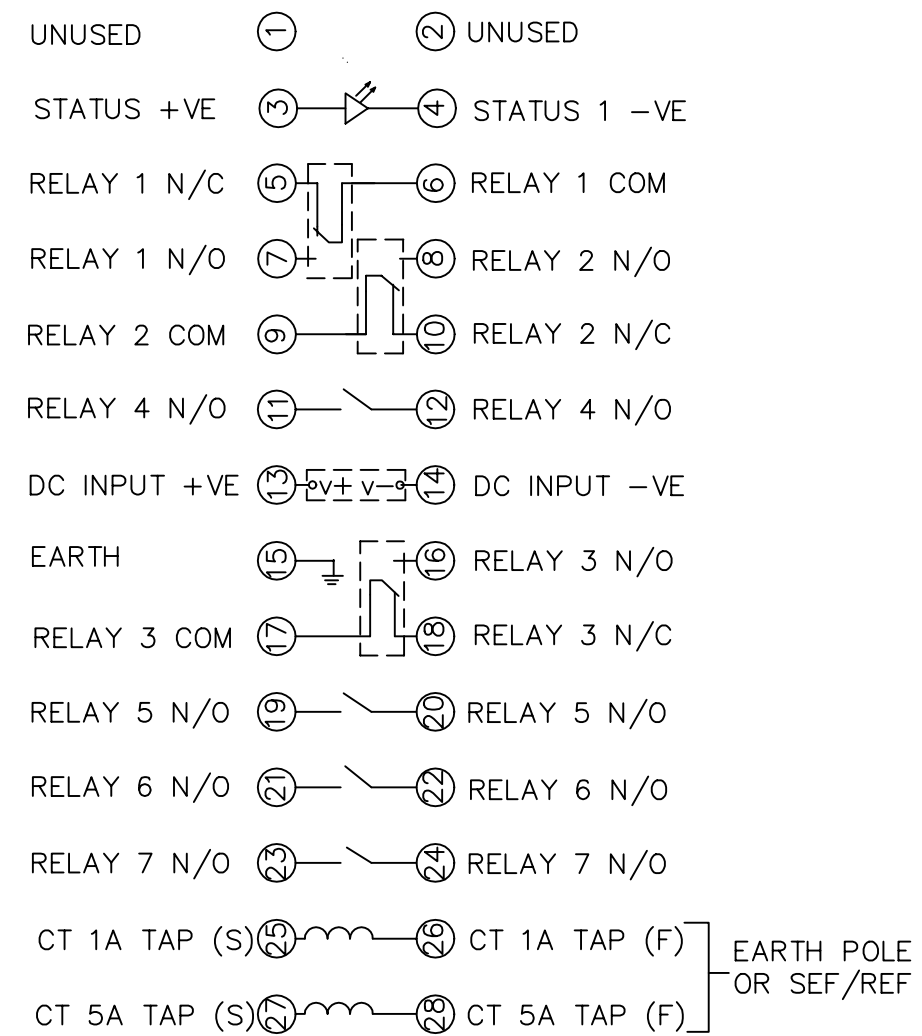 UNUSED 1 2 UNUSED
STATUS +VE 3 4 STATUS 1 −VE
RELAY 1 N/C 5 6 RELAY 1 COM
RELAY 1 N/O 7 8 RELAY 2 N/O
RELAY 2 COM 9 10 RELAY 2 N/C
RELAY 4 N/O 11 12 RELAY 4 N/O
DC INPUT +VE 13 V+ V− 14 DC INPUT −VE
EARTH 15 16 RELAY 3 N/O
RELAY 3 COM 17 18 RELAY 3 N/C
RELAY 5 N/O 19 20 RELAY 5 N/O
RELAY 6 N/O 21 22 RELAY 6 N/O
RELAY 7 N/O 23 24 RELAY 7 N/O
CT 1A TAP (S) 25 26 CT 1A TAP (F)
CT 5A TAP (S) 27 28 CT 5A TAP (F)
EARTH POLE
OR SEF/REF